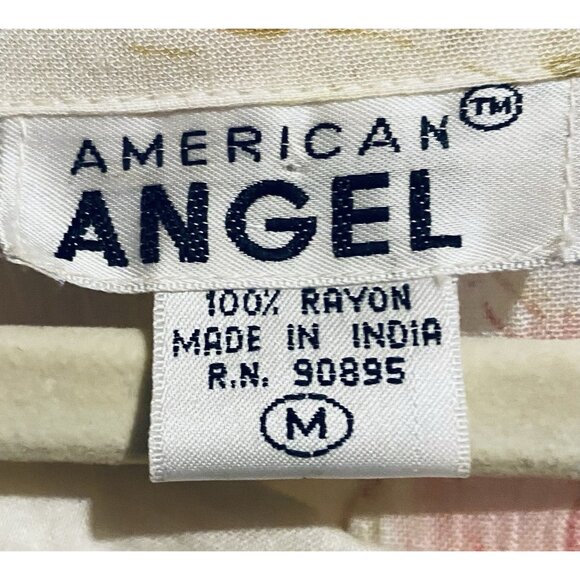 AMERICAN™
ANGEL
100% RAYON
MADE IN INDIA
R.N. 90895
M